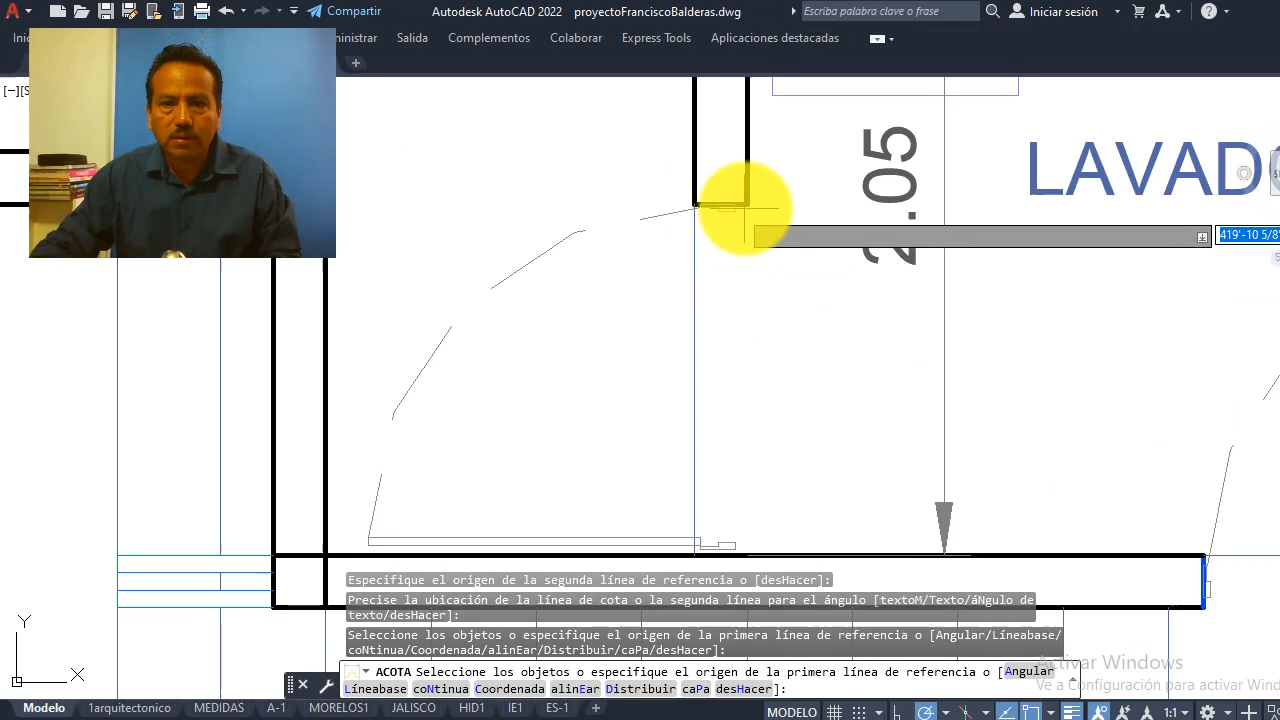 Compartir
Autodesk AutoCAD 2022 proyectoFranciscoBalderas.dwg
Escriba palabra clave o frase
Iniciar sesión
Salida Complementos Colaborar Express Tools Aplicaciones destacadas
2.05
419'-10 5/8"
Especifique el origen de la segunda línea de referencia o [desHacer]:
Precise la ubicación de la línea de cota o la segunda línea para el ángulo [textoM/Texto/áNgulo de
texto/desHacer]:
Seleccione los objetos o especifique el origen de la primera línea de referencia o [Angular/Líneabase/
coNtinua/Coordenada/alinEar/Distribuir/caPa/desHacer]:
ACOTA Seleccione los objetos o especifique el origen de la primera línea de referencia o [Angular
Líneabase coNtinua Coordenada alinEar Distribuir caPa desHacer]:
Activar Windows
Ve a Configuración para activar
Y
X
Modelo 1arquitectonico MEDIDAS A-1 MORELOS1 JALISCO HID1 IE1 ES-1
MODELO
1:1